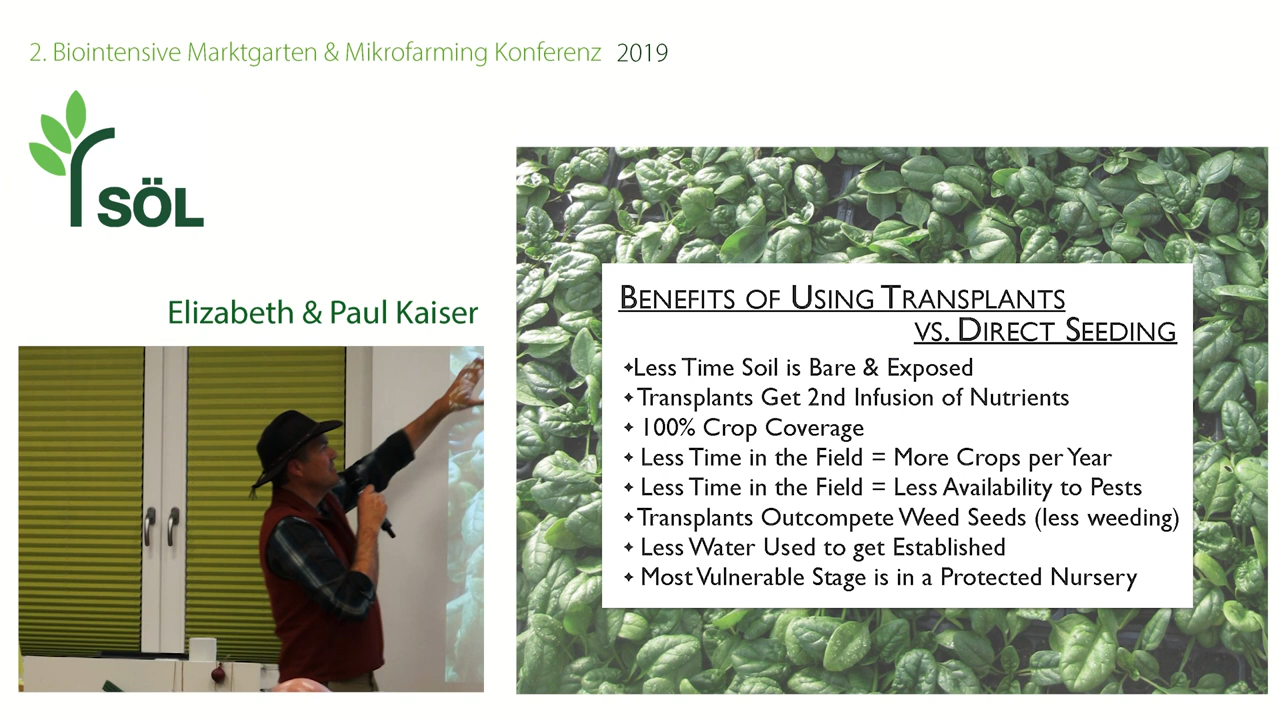 2. Biointensive Marktgarten & Mikrofarming Konferenz 2019
SÖL
Elizabeth & Paul Kaiser
BENEFITS OF USING TRANSPLANTS
VS. DIRECT SEEDING
✦Less Time Soil is Bare & Exposed
✦ Transplants Get 2nd Infusion of Nutrients
✦ 100% Crop Coverage
✦ Less Time in the Field = More Crops per Year
✦ Less Time in the Field = Less Availability to Pests
✦ Transplants Outcompete Weed Seeds (less weeding)
✦ Less Water Used to get Established
✦ Most Vulnerable Stage is in a Protected Nursery